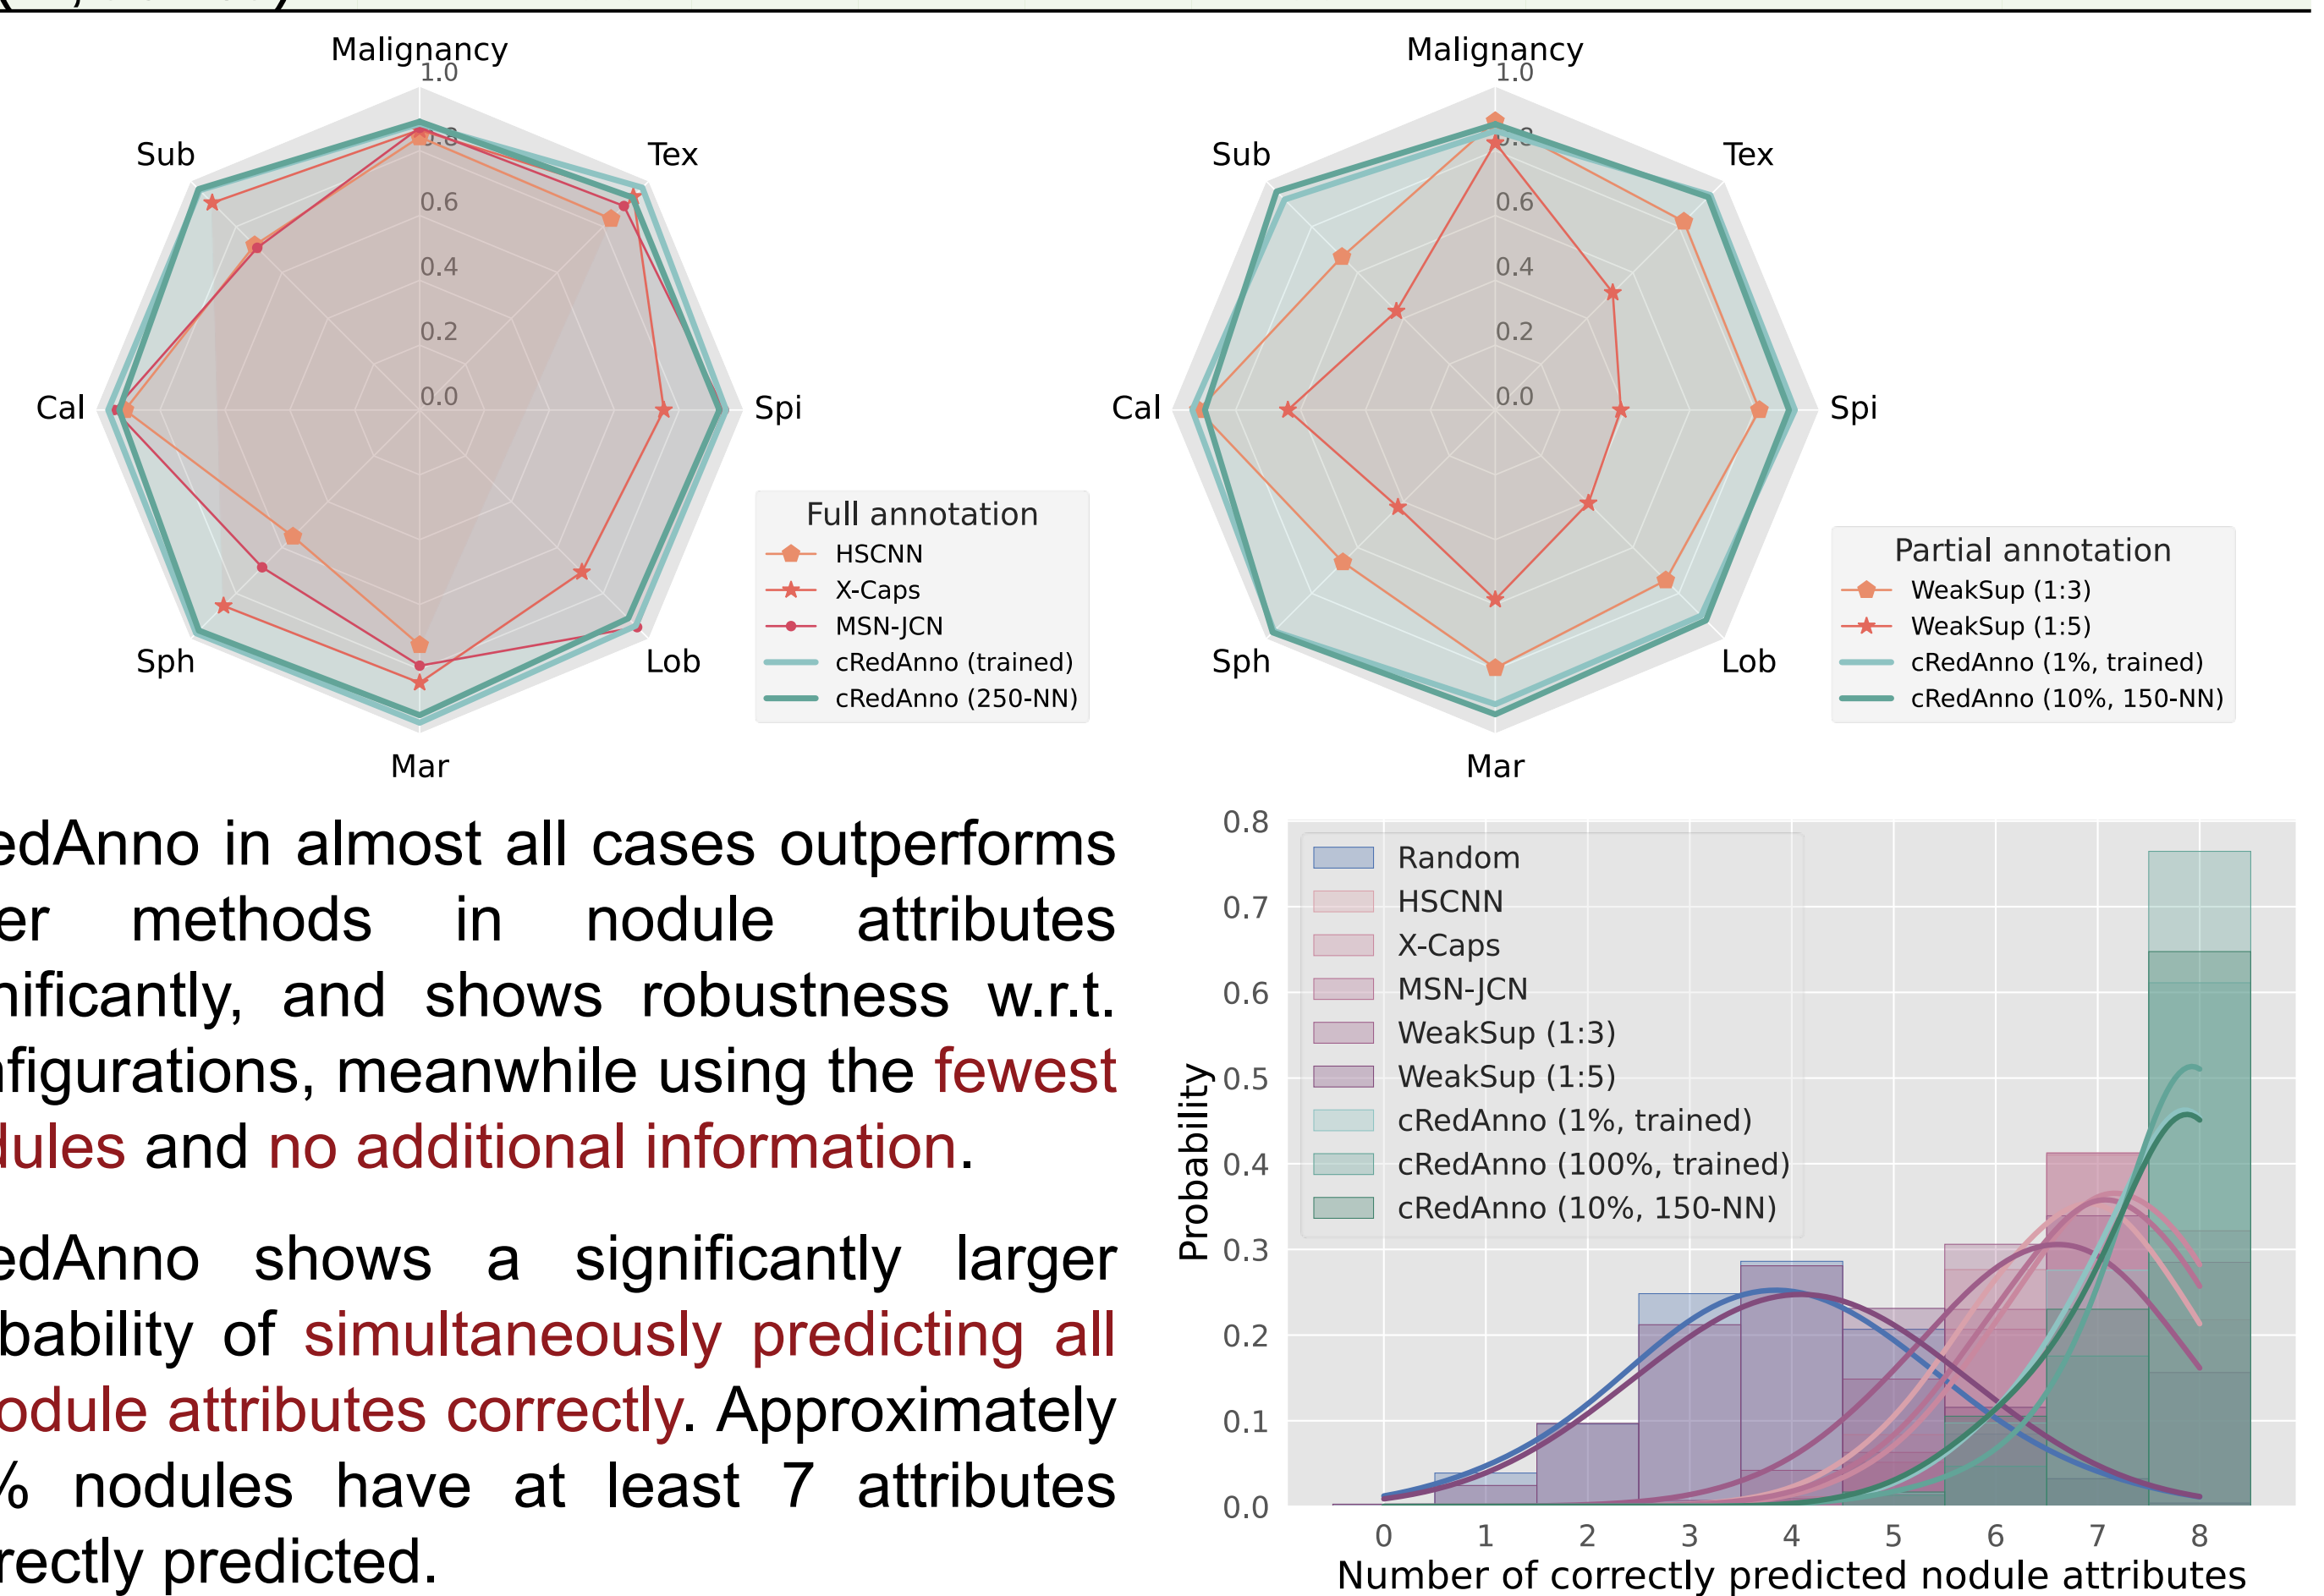 Malignancy
1.0
0.8
0.6
0.4
0.2
0.0
Sub
Tex
Cal
Spi
Sph
Lob
Mar
Full annotation
HSCNN
X-Caps
MSN-JCN
cRedAnno (trained)
cRedAnno (250-NN)
Malignancy
1.0
0.8
0.6
0.4
0.2
0.0
Sub
Tex
Cal
Spi
Sph
Lob
Mar
Partial annotation
WeakSup (1:3)
WeakSup (1:5)
cRedAnno (1%, trained)
cRedAnno (10%, 150-NN)
edAnno in almost all cases outperforms
er methods in nodule attributes
nificantly, and shows robustness w.r.t.
nfigurations, meanwhile using the fewest
dules and no additional information.
edAnno shows a significantly larger
bability of simultaneously predicting all
odule attributes correctly. Approximately
% nodules have at least 7 attributes
rrectly predicted.
0.8
0.7
0.6
0.5
0.4
0.3
0.2
0.1
0.0
Probability
Random
HSCNN
X-Caps
MSN-JCN
WeakSup (1:3)
WeakSup (1:5)
cRedAnno (1%, trained)
cRedAnno (100%, trained)
cRedAnno (10%, 150-NN)
0 1 2 3 4 5 6 7 8
Number of correctly predicted nodule attributes